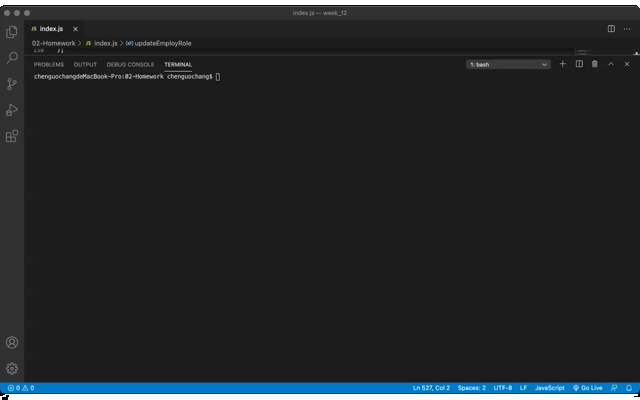 index.js — week_12
JS index.js ×
02-Homework > JS index.js > updateEmployRole
150 };
PROBLEMS OUTPUT DEBUG CONSOLE TERMINAL 1: bash
chenguochangdeMacBook-Pro:02-Homework chenguochang$
0 0 Ln 527, Col 2 Spaces: 2 UTF-8 LF JavaScript Go Live